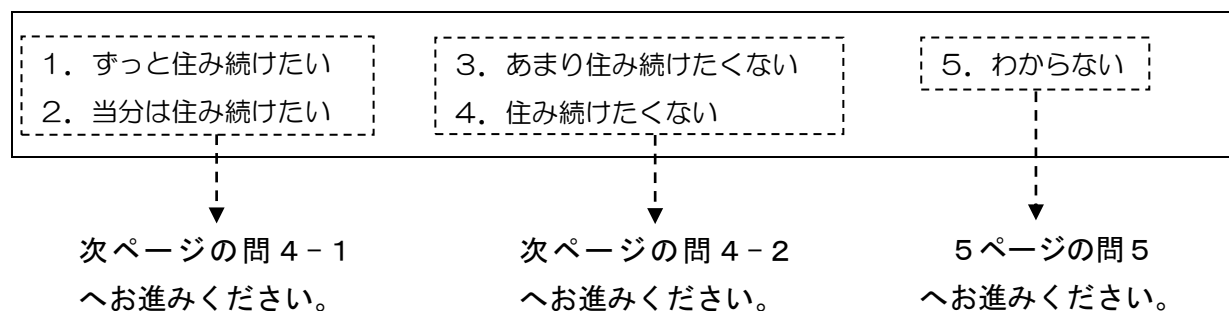 1．ずっと住み続けたい
2．当分は住み続けたい
3．あまり住み続けたくない
4．住み続けたくない
5．わからない
次ページの問４−１
へお進みください。
次ページの問４−２
へお進みください。
５ページの問５
へお進みください。